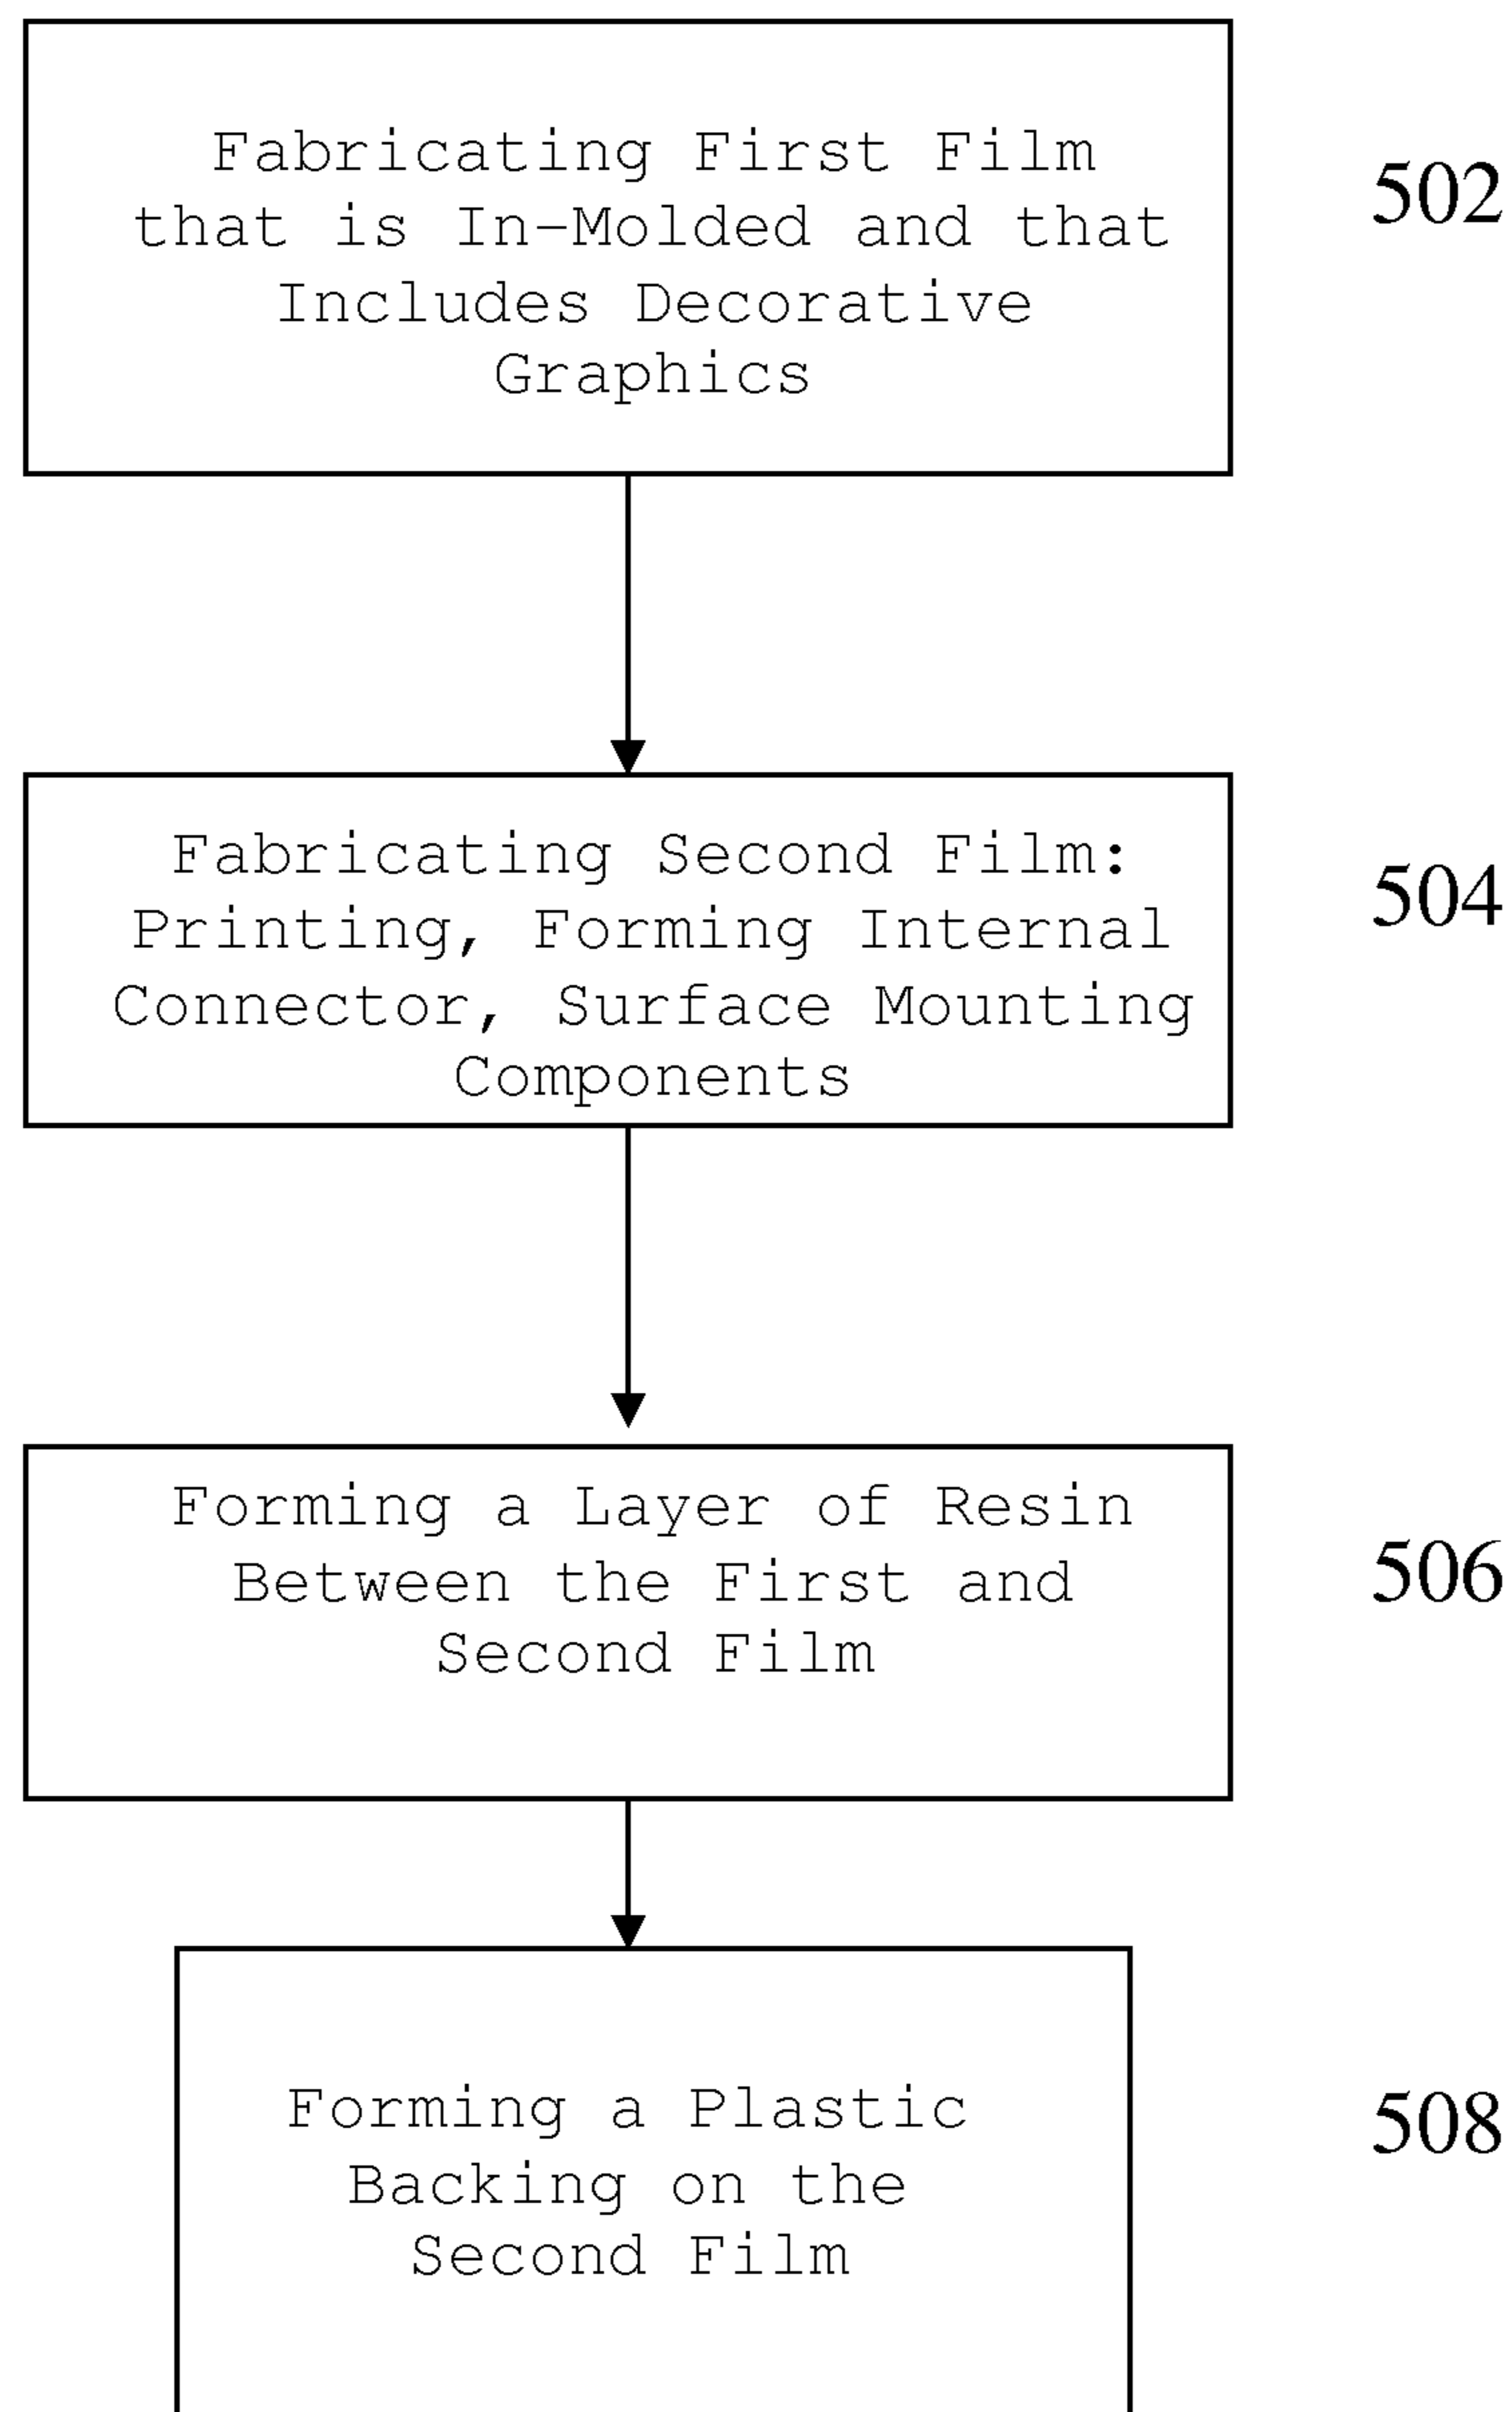 Fabricating First Film
that is In-Molded and that
Includes Decorative
Graphics
502
Fabricating Second Film:
Printing, Forming Internal
Connector, Surface Mounting
Components
504
Forming a Layer of Resin
Between the First and
Second Film
506
Forming a Plastic
Backing on the
Second Film
508